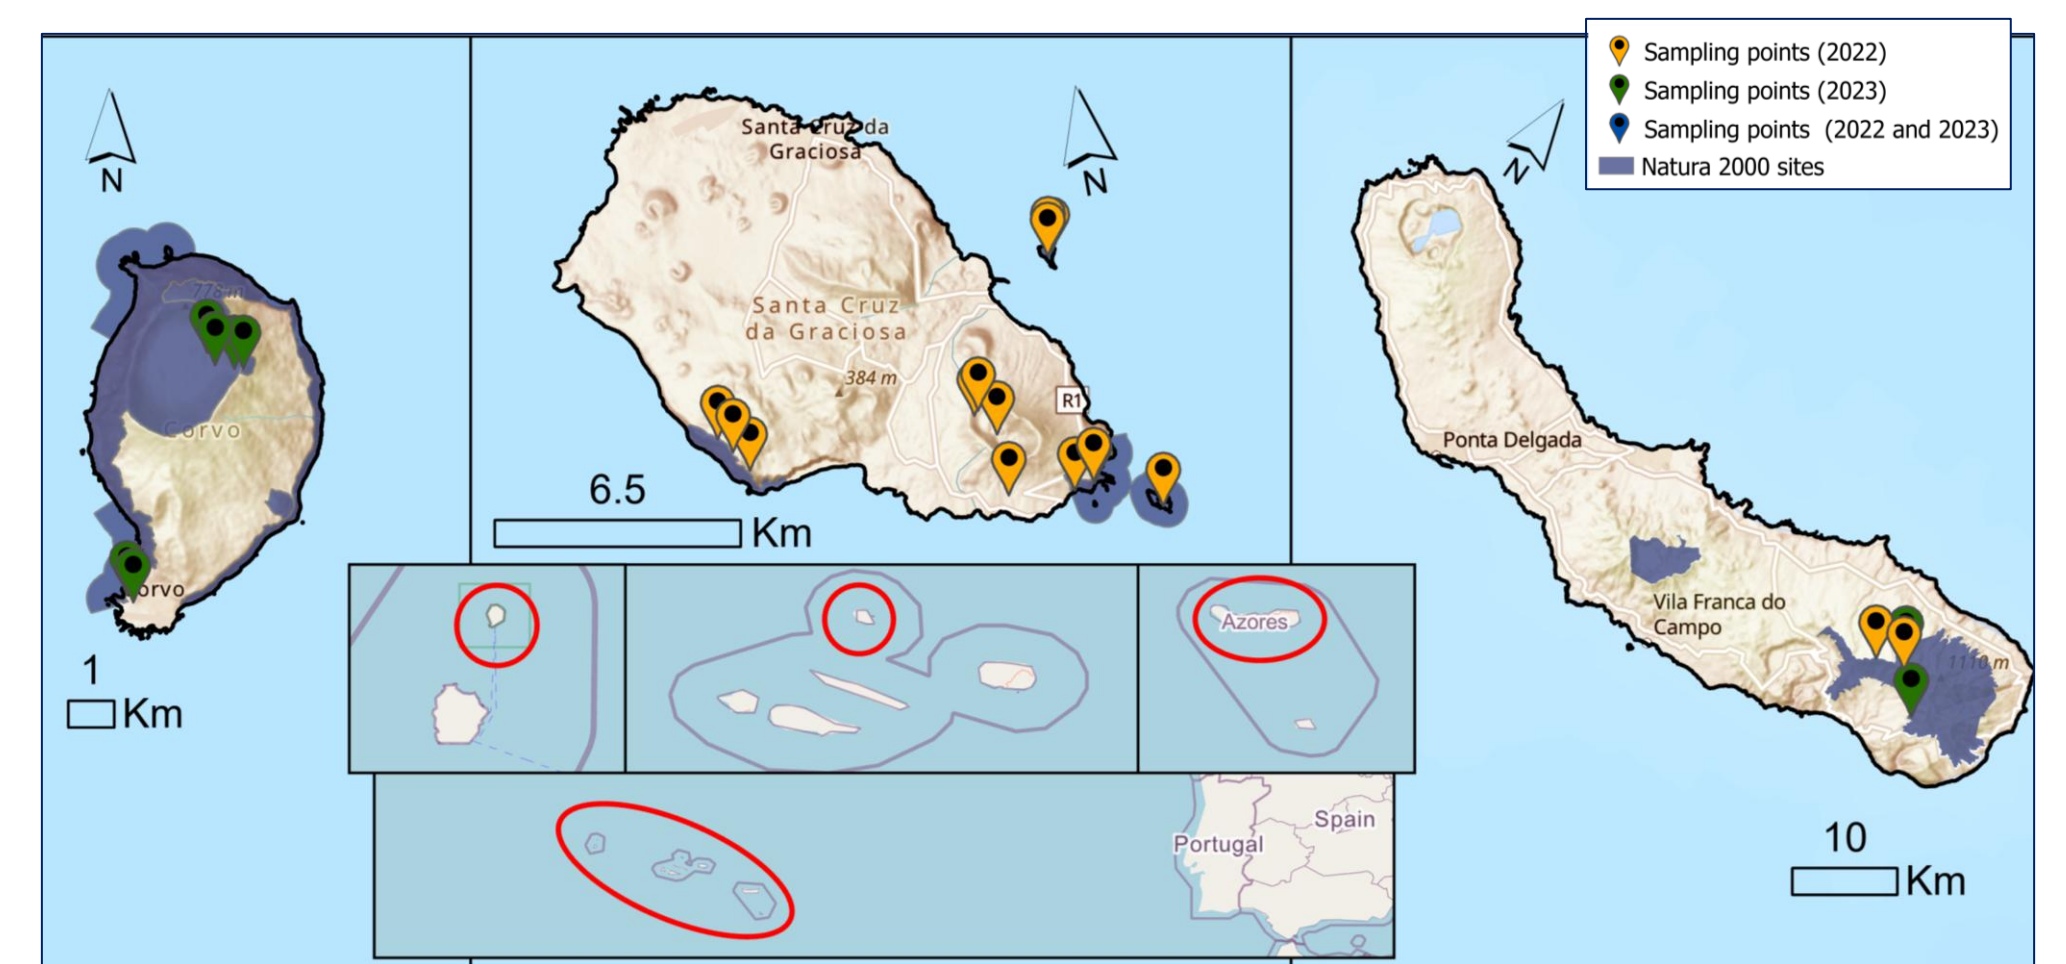 Sampling points (2022)
Sampling points (2023)
Sampling points (2022 and 2023)
Natura 2000 sites
N
778 m
Corvo
Corvo
1
Km
N
Santa Cruz da
Graciosa
Santa Cruz
da Graciosa
384 m
R1
6.5
Km
N
Ponta Delgada
Vila Franca do
Campo
1110 m
10
Km
Azores
Portugal
Spain